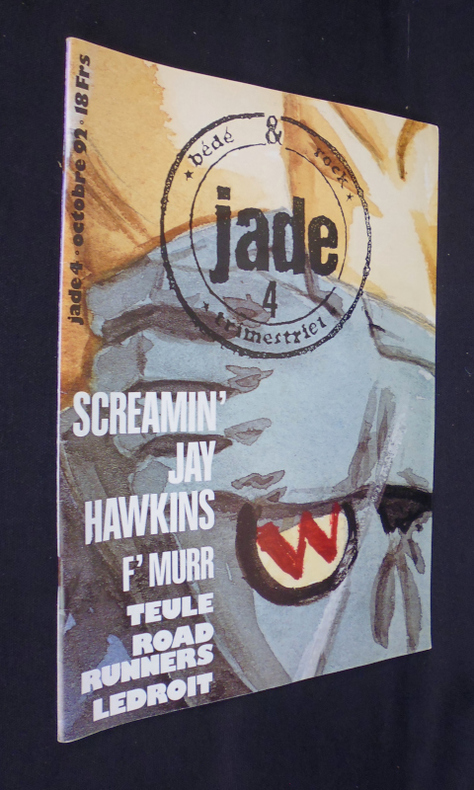 jade 4 · octobre 92 · 18 Frs
★ bédé & rock ★
jade
4
★ trimestriel ★
SCREAMIN'
JAY
HAWKINS
F' MURR
TEULE
ROAD
RUNNERS
LEDROIT
W